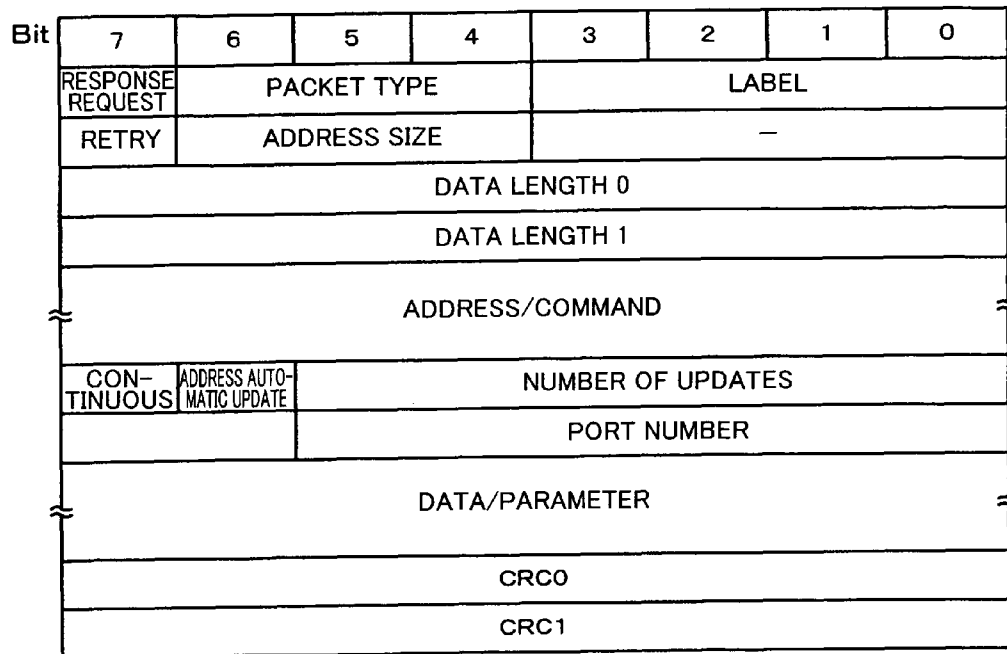 Bit 7 6 5 4 3 2 1 0
RESPONSE REQUEST PACKET TYPE LABEL
RETRY ADDRESS SIZE –
DATA LENGTH 0
DATA LENGTH 1
ADDRESS/COMMAND
CON-TINUOUS ADDRESS AUTO-MATIC UPDATE NUMBER OF UPDATES
PORT NUMBER
DATA/PARAMETER
CRC0
CRC1